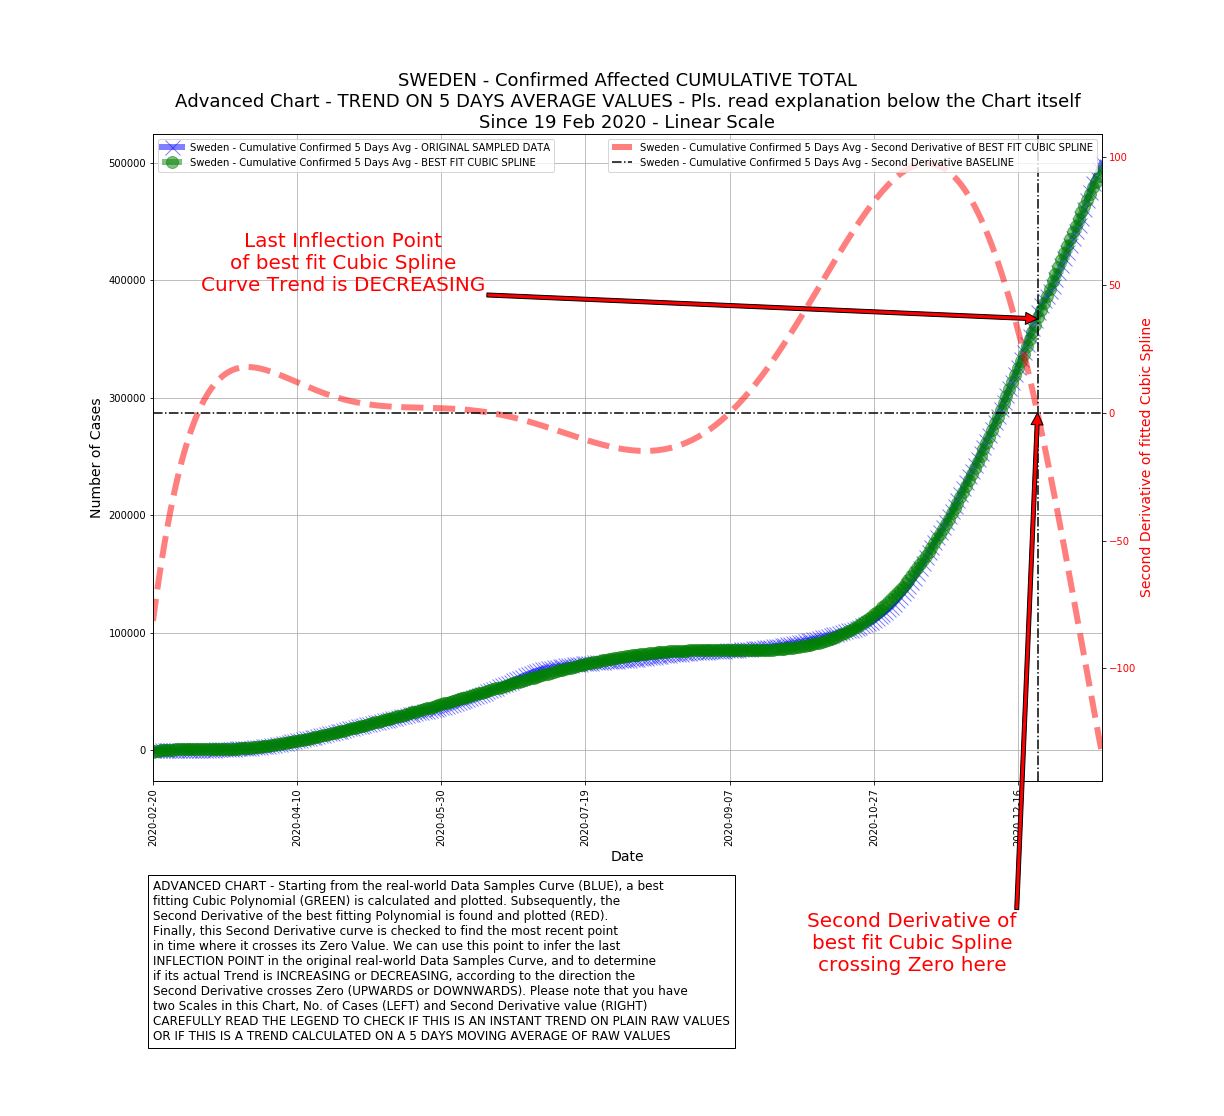 SWEDEN - Confirmed Affected CUMULATIVE TOTAL
Advanced Chart - TREND ON 5 DAYS AVERAGE VALUES - Pls. read explanation below the Chart itself
Since 19 Feb 2020 - Linear Scale
Sweden - Cumulative Confirmed 5 Days Avg - ORIGINAL SAMPLED DATA
Sweden - Cumulative Confirmed 5 Days Avg - BEST FIT CUBIC SPLINE
Sweden - Cumulative Confirmed 5 Days Avg - Second Derivative of BEST FIT CUBIC SPLINE
Sweden - Cumulative Confirmed 5 Days Avg - Second Derivative BASELINE
Last Inflection Point
of best fit Cubic Spline
Curve Trend is DECREASING
Number of Cases
500000
400000
300000
200000
100000
0
100
50
0
−50
−100
Second Derivative of fitted Cubic Spline
2020-02-20
2020-04-10
2020-05-30
2020-07-19
2020-09-07
2020-10-27
2020-12-16
Date
ADVANCED CHART - Starting from the real-world Data Samples Curve (BLUE), a best
fitting Cubic Polynomial (GREEN) is calculated and plotted. Subsequently, the
Second Derivative of the best fitting Polynomial is found and plotted (RED).
Finally, this Second Derivative curve is checked to find the most recent point
in time where it crosses its Zero Value. We can use this point to infer the last
INFLECTION POINT in the original real-world Data Samples Curve, and to determine
if its actual Trend is INCREASING or DECREASING, according to the direction the
Second Derivative crosses Zero (UPWARDS or DOWNWARDS). Please note that you have
two Scales in this Chart, No. of Cases (LEFT) and Second Derivative value (RIGHT)
CAREFULLY READ THE LEGEND TO CHECK IF THIS IS AN INSTANT TREND ON PLAIN RAW VALUES
OR IF THIS IS A TREND CALCULATED ON A 5 DAYS MOVING AVERAGE OF RAW VALUES
Second Derivative of
best fit Cubic Spline
crossing Zero here